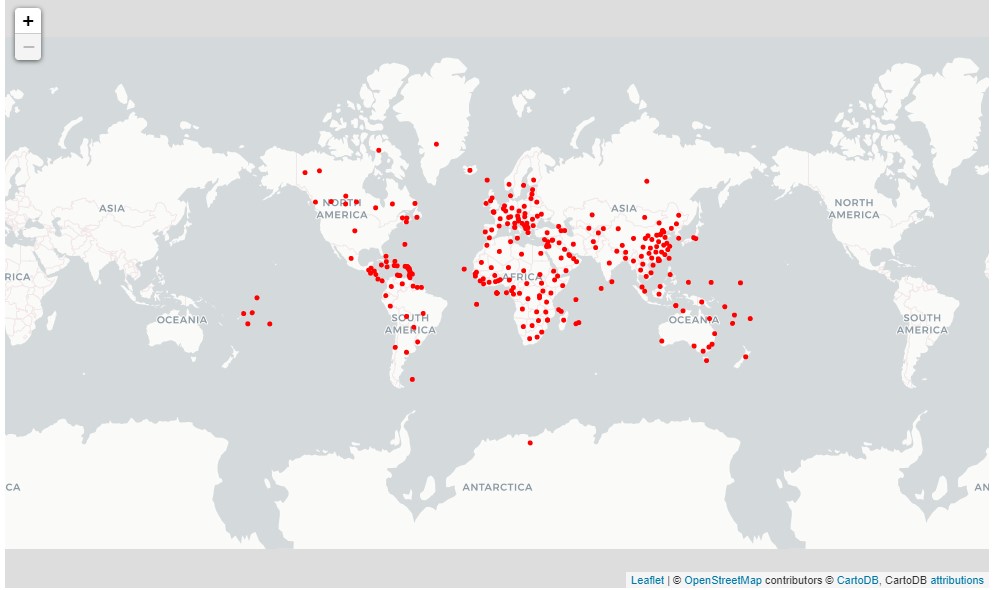 +
−
ASIA
NORTH
AMERICA
ASIA
NORTH
AMERICA
RICA
AFRICA
OCEANIA
SOUTH
AMERICA
OCEANIA
SOUTH
AMERICA
CA
ANTARCTICA
AN
Leaflet | © OpenStreetMap contributors © CartoDB, CartoDB attributions